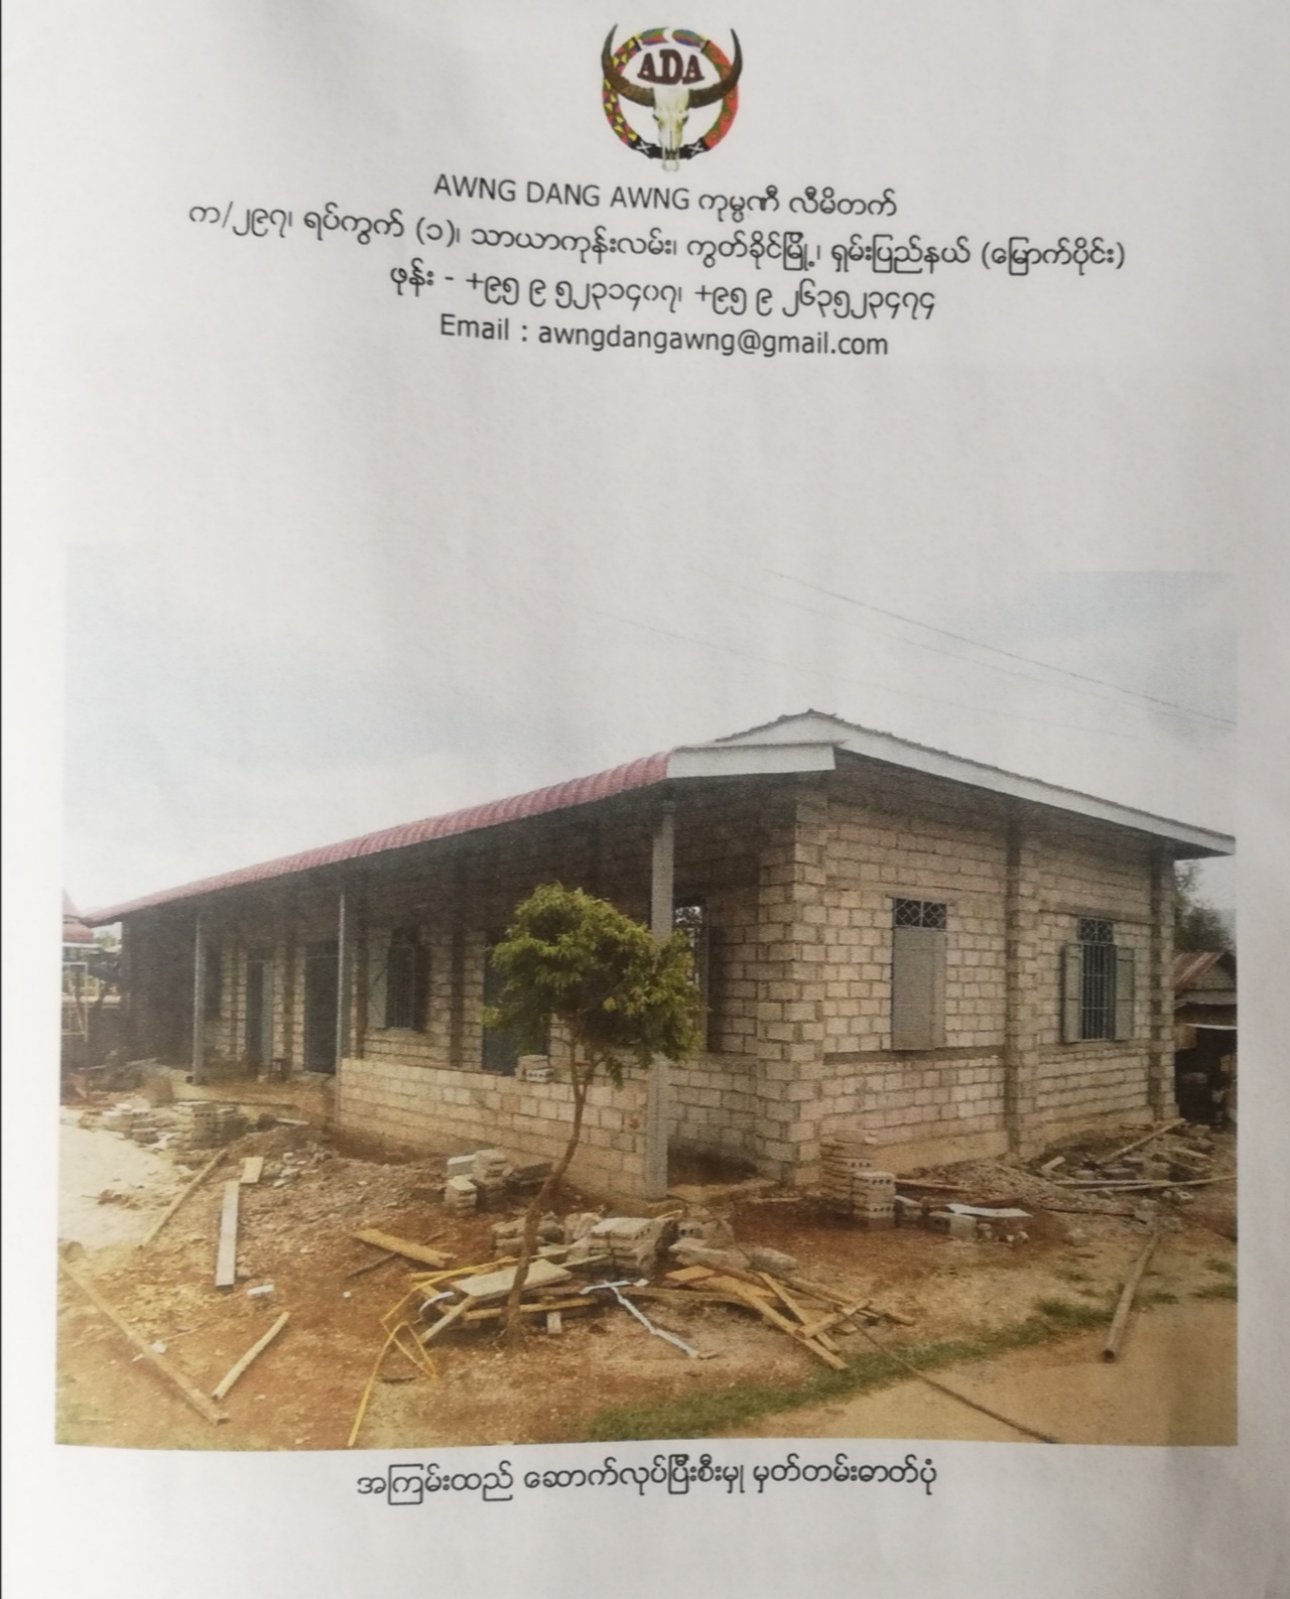 ADA
AWNG DANG AWNG ကုမ္ပဏီ လီမိတက်
က/၂၉၇၊ ရပ်ကွက် (၁)၊ သာယာကုန်းလမ်း၊ ကွတ်ခိုင်မြို့၊ ရှမ်းပြည်နယ် (မြောက်ပိုင်း)
ဖုန်း - +၉၅ ၉ ၅၂၃၁၄၀၇၊ +၉၅ ၉ ၂၆၃၅၂၃၄၇၄
Email : awngdangawng@gmail.com
အကြမ်းထည် ဆောက်လုပ်ပြီးစီးမှု မှတ်တမ်းဓာတ်ပုံ